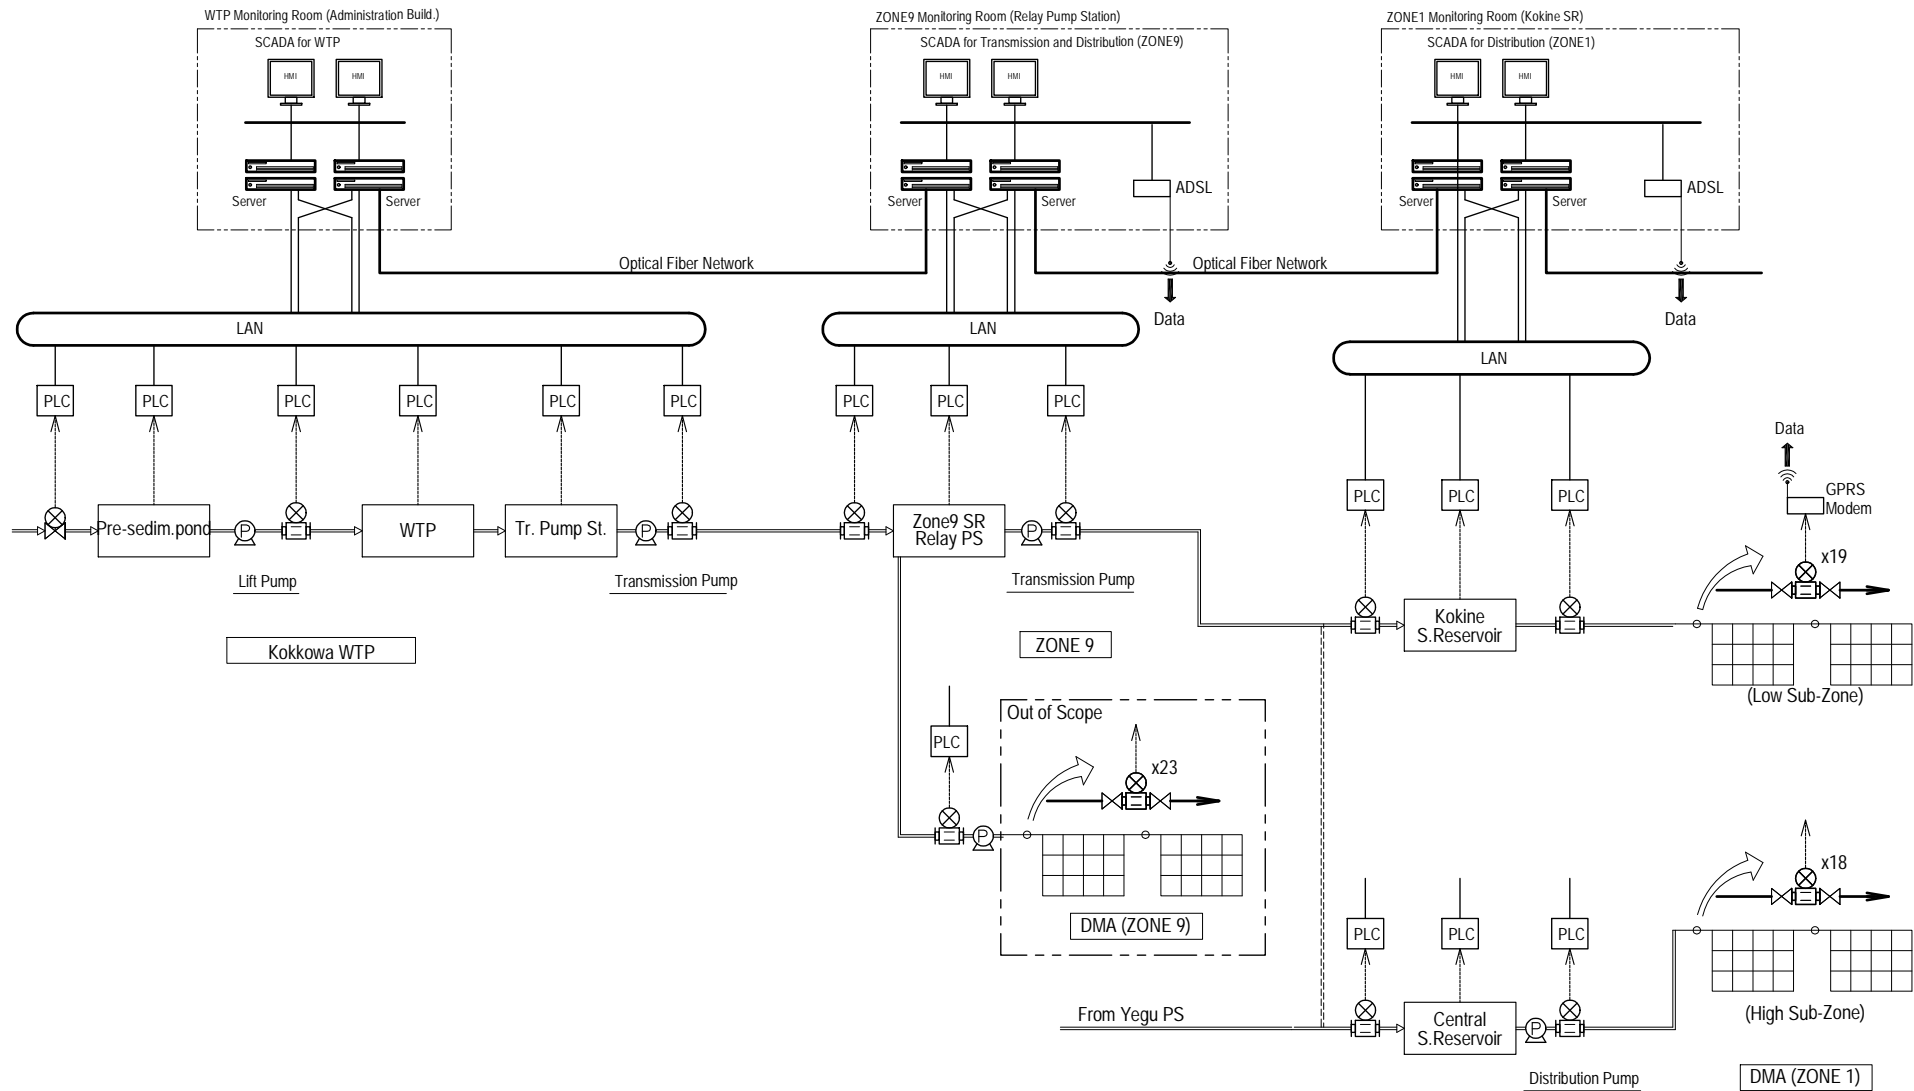 WTP Monitoring Room (Administration Build.)
SCADA for WTP
HMI
HMI
Server
Server
ZONE9 Monitoring Room (Relay Pump Station)
SCADA for Transmission and Distribution (ZONE9)
HMI
HMI
Server
Server
ADSL
ZONE1 Monitoring Room (Kokine SR)
SCADA for Distribution (ZONE1)
HMI
HMI
Server
Server
ADSL
Optical Fiber Network
Optical Fiber Network
Data
Data
LAN
LAN
LAN
PLC
PLC
PLC
PLC
PLC
PLC
PLC
PLC
PLC
PLC
PLC
PLC
Data
GPRS
Modem
Pre-sedim.pond
P
WTP
Tr. Pump St.
P
Zone9 SR
Relay PS
P
x19
Lift Pump
Transmission Pump
Transmission Pump
Kokine
S.Reservoir
Kokkowa WTP
ZONE 9
(Low Sub-Zone)
PLC
Out of Scope
x23
P
DMA (ZONE 9)
x18
PLC
PLC
PLC
From Yegu PS
Central
S.Reservoir
P
(High Sub-Zone)
Distribution Pump
DMA (ZONE 1)